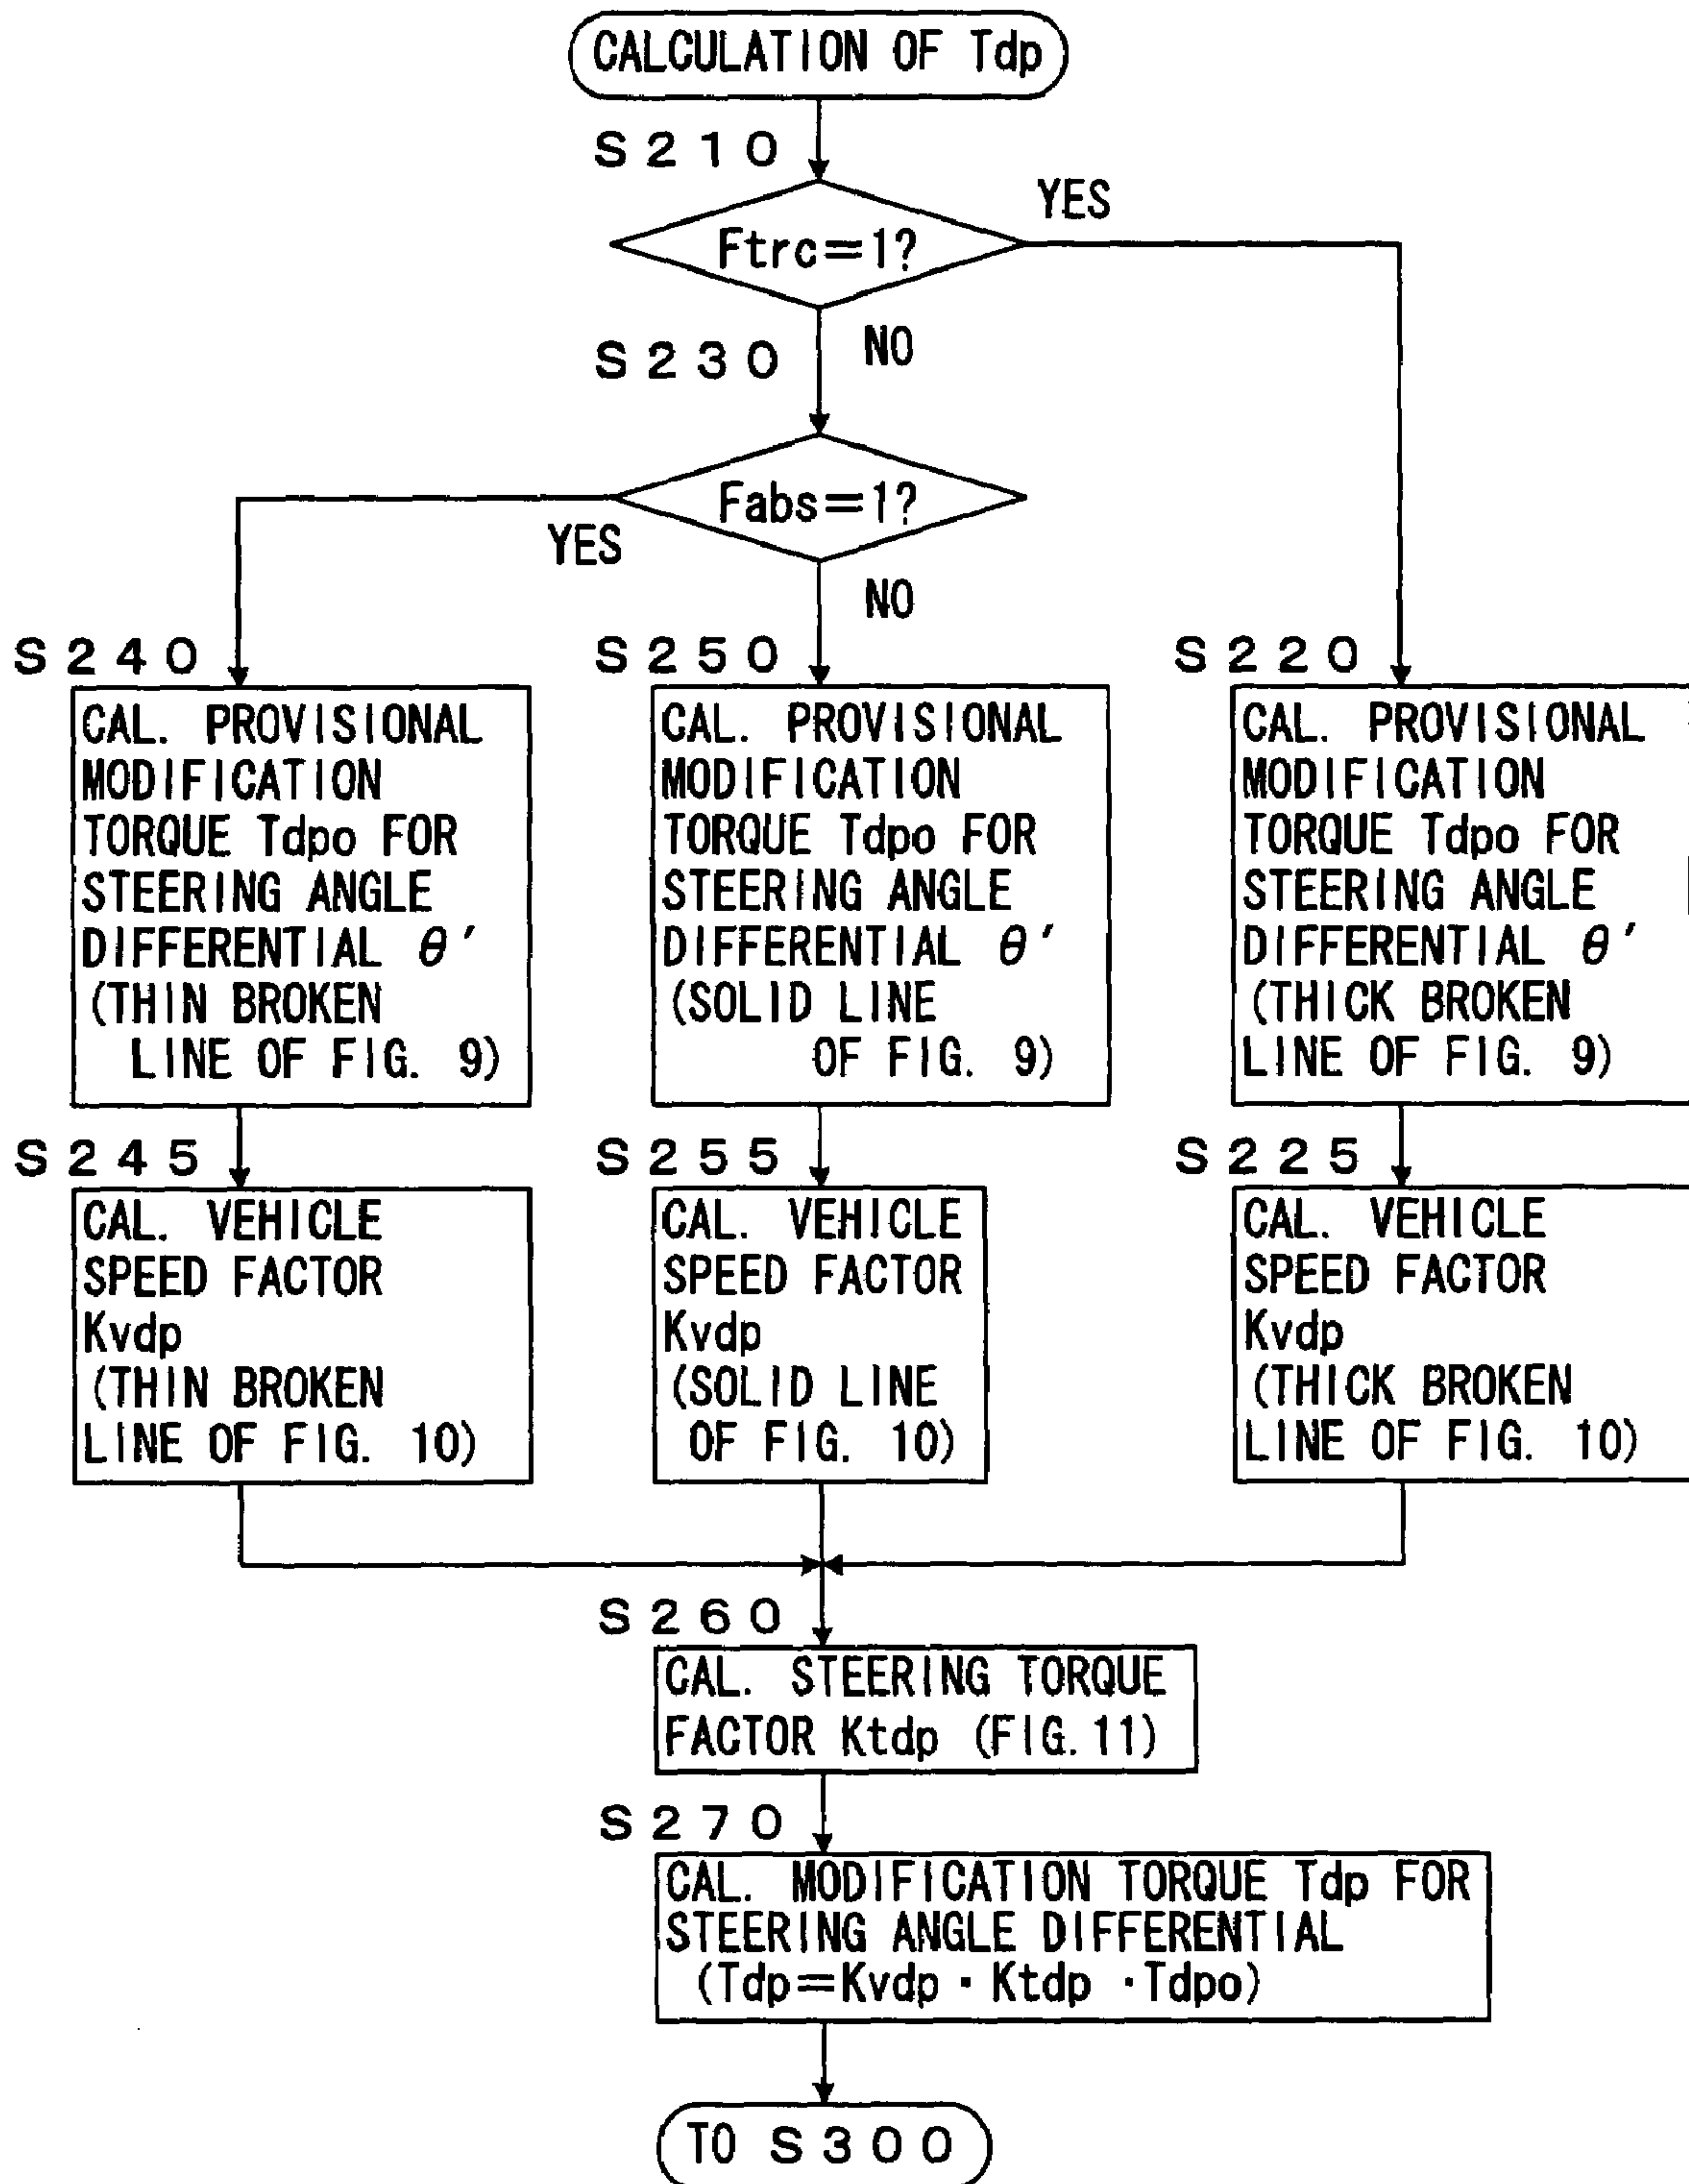 CALCULATION OF Tdp
S210
YES
Ftrc=1?
NO
S230
Fabs=1?
YES
NO
S240
CAL. PROVISIONAL
MODIFICATION
TORQUE Tdpo FOR
STEERING ANGLE
DIFFERENTIAL θ'
(THIN BROKEN
LINE OF FIG. 9)
S250
CAL. PROVISIONAL
MODIFICATION
TORQUE Tdpo FOR
STEERING ANGLE
DIFFERENTIAL θ'
(SOLID LINE
OF FIG. 9)
S220
CAL. PROVISIONAL
MODIFICATION
TORQUE Tdpo FOR
STEERING ANGLE
DIFFERENTIAL θ'
(THICK BROKEN
LINE OF FIG. 9)
S245
CAL. VEHICLE
SPEED FACTOR
Kvdp
(THIN BROKEN
LINE OF FIG. 10)
S255
CAL. VEHICLE
SPEED FACTOR
Kvdp
(SOLID LINE
OF FIG. 10)
S225
CAL. VEHICLE
SPEED FACTOR
Kvdp
(THICK BROKEN
LINE OF FIG. 10)
S260
CAL. STEERING TORQUE
FACTOR Ktdp (FIG.11)
S270
CAL. MODIFICATION TORQUE Tdp FOR
STEERING ANGLE DIFFERENTIAL
(Tdp=Kvdp・Ktdp・Tdpo)
TO S300